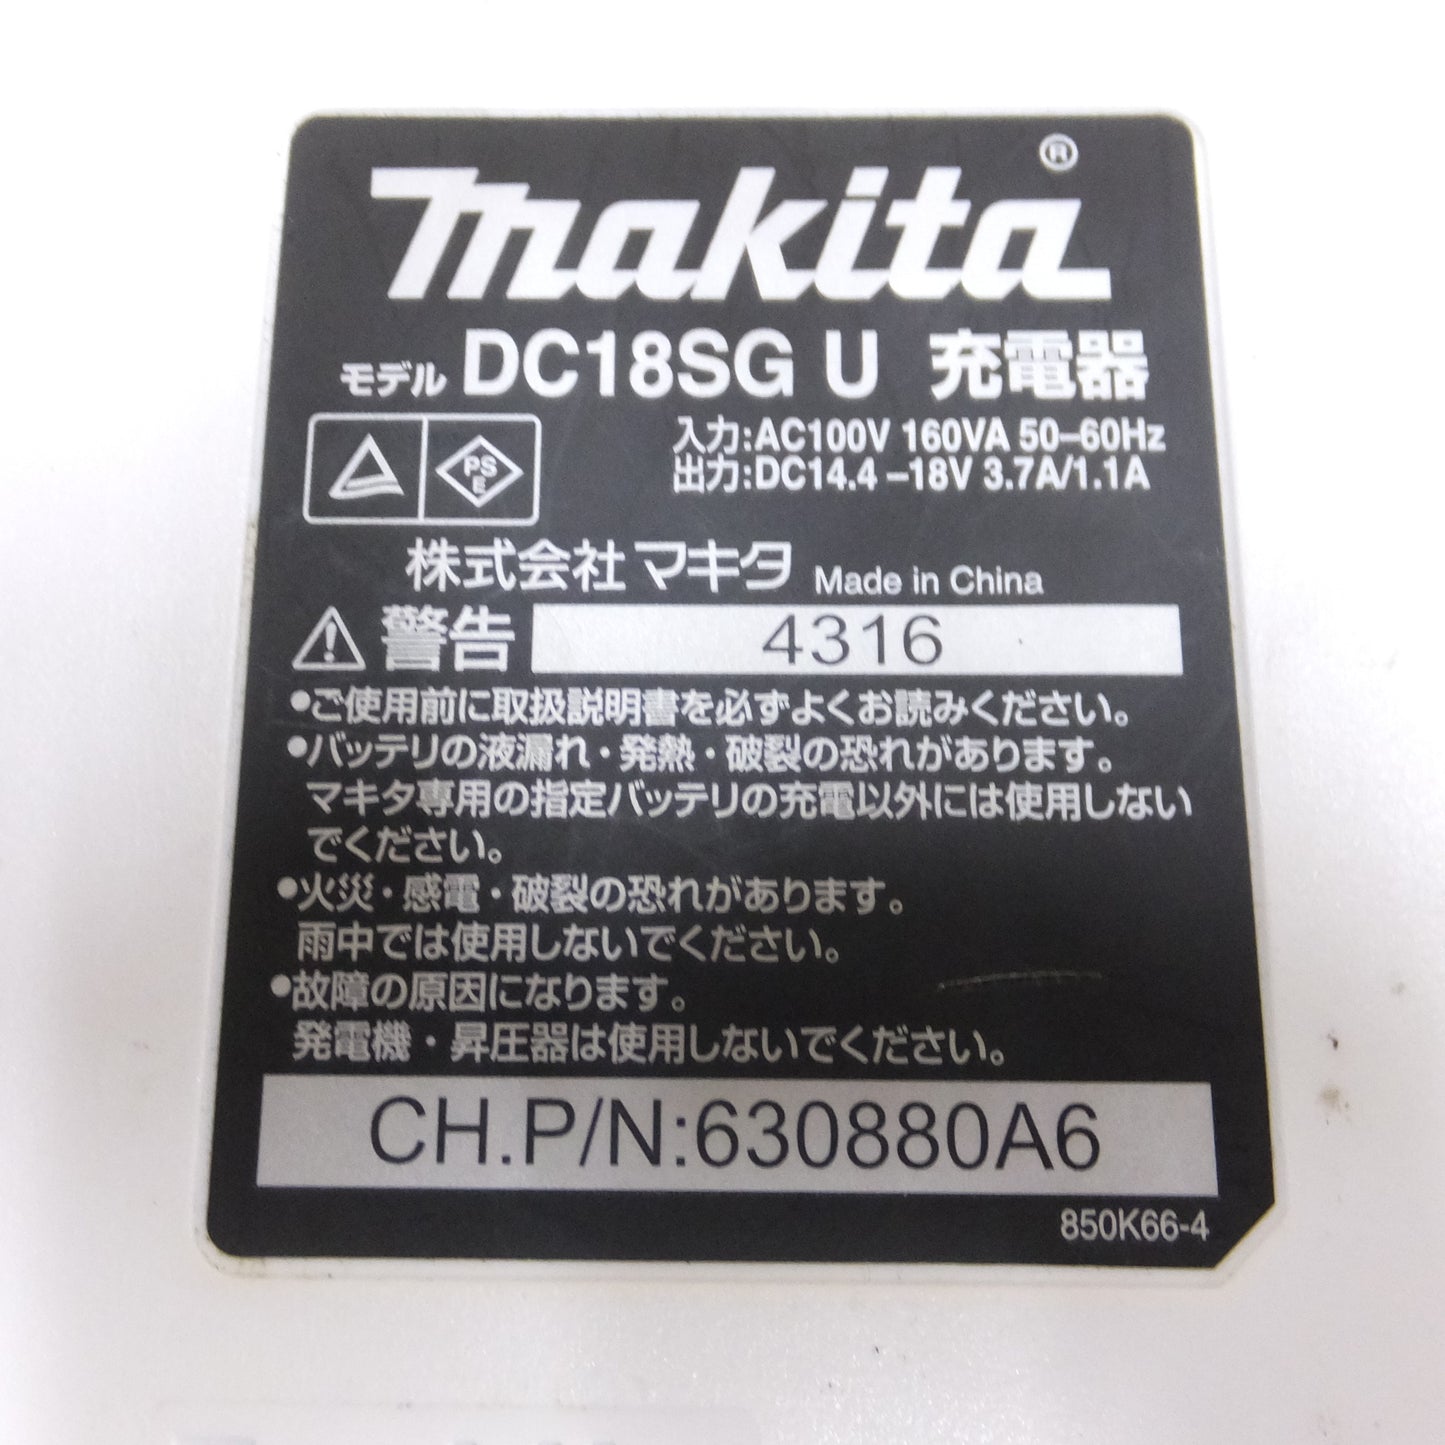 makita®
モデル DC18SG U 充電器
入力:AC100V 160VA 50–60Hz
出力:DC14.4 –18V 3.7A/1.1A
PS
E
株式会社マキタ Made in China
警告 4316
•ご使用前に取扱説明書を必ずよくお読みください。
•バッテリの液漏れ・発熱・破裂の恐れがあります。
マキタ専用の指定バッテリの充電以外には使用しない
でください。
•火災・感電・破裂の恐れがあります。
雨中では使用しないでください。
•故障の原因になります。
発電機・昇圧器は使用しないでください。
CH.P/N:630880A6
850K66-4